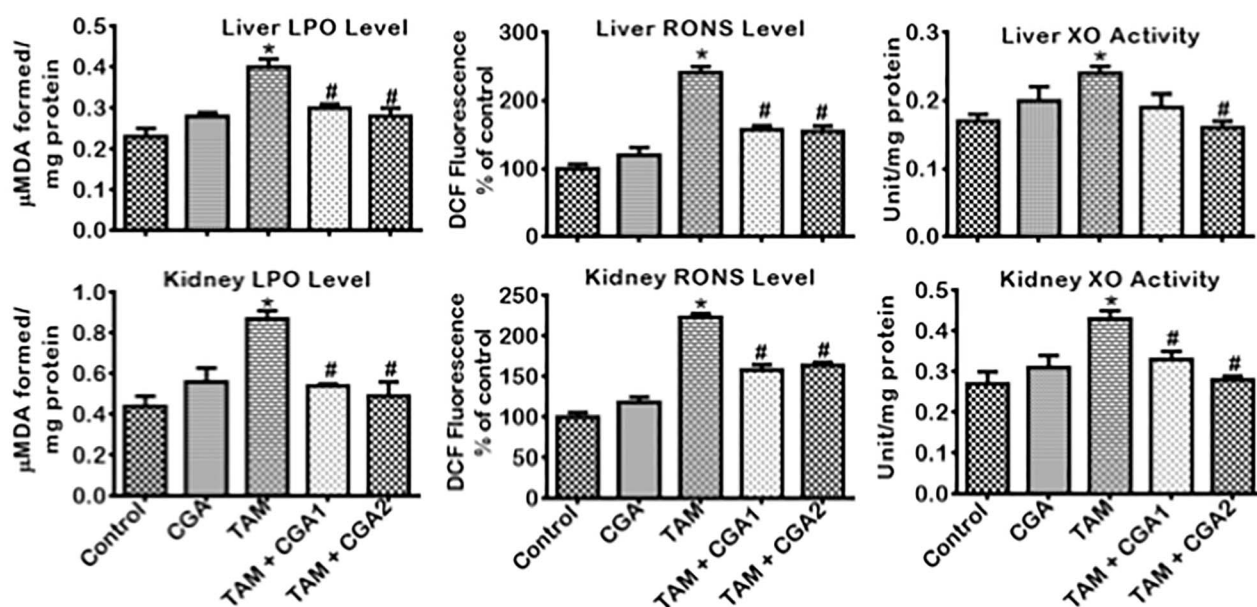 Liver LPO Level
μMDA formed/
mg protein
0.5
0.4
0.3
0.2
0.1
0.0
*
#
#
Liver RONS Level
DCF Fluorescence
% of control
300
200
100
0
*
#
#
Liver XO Activity
Unit/mg protein
0.3
0.2
0.1
0.0
*
#
Kidney LPO Level
μMDA formed/
mg protein
1.0
0.8
0.6
0.4
0.2
0.0
*
#
#
Control
CGA
TAM
TAM + CGA1
TAM + CGA2
Kidney RONS Level
DCF Fluorescence
% of control
250
200
150
100
50
0
*
#
#
Control
CGA
TAM
TAM + CGA1
TAM + CGA2
Kidney XO Activity
Unit/mg protein
0.5
0.4
0.3
0.2
0.1
0.0
*
#
#
Control
CGA
TAM
TAM + CGA1
TAM + CGA2